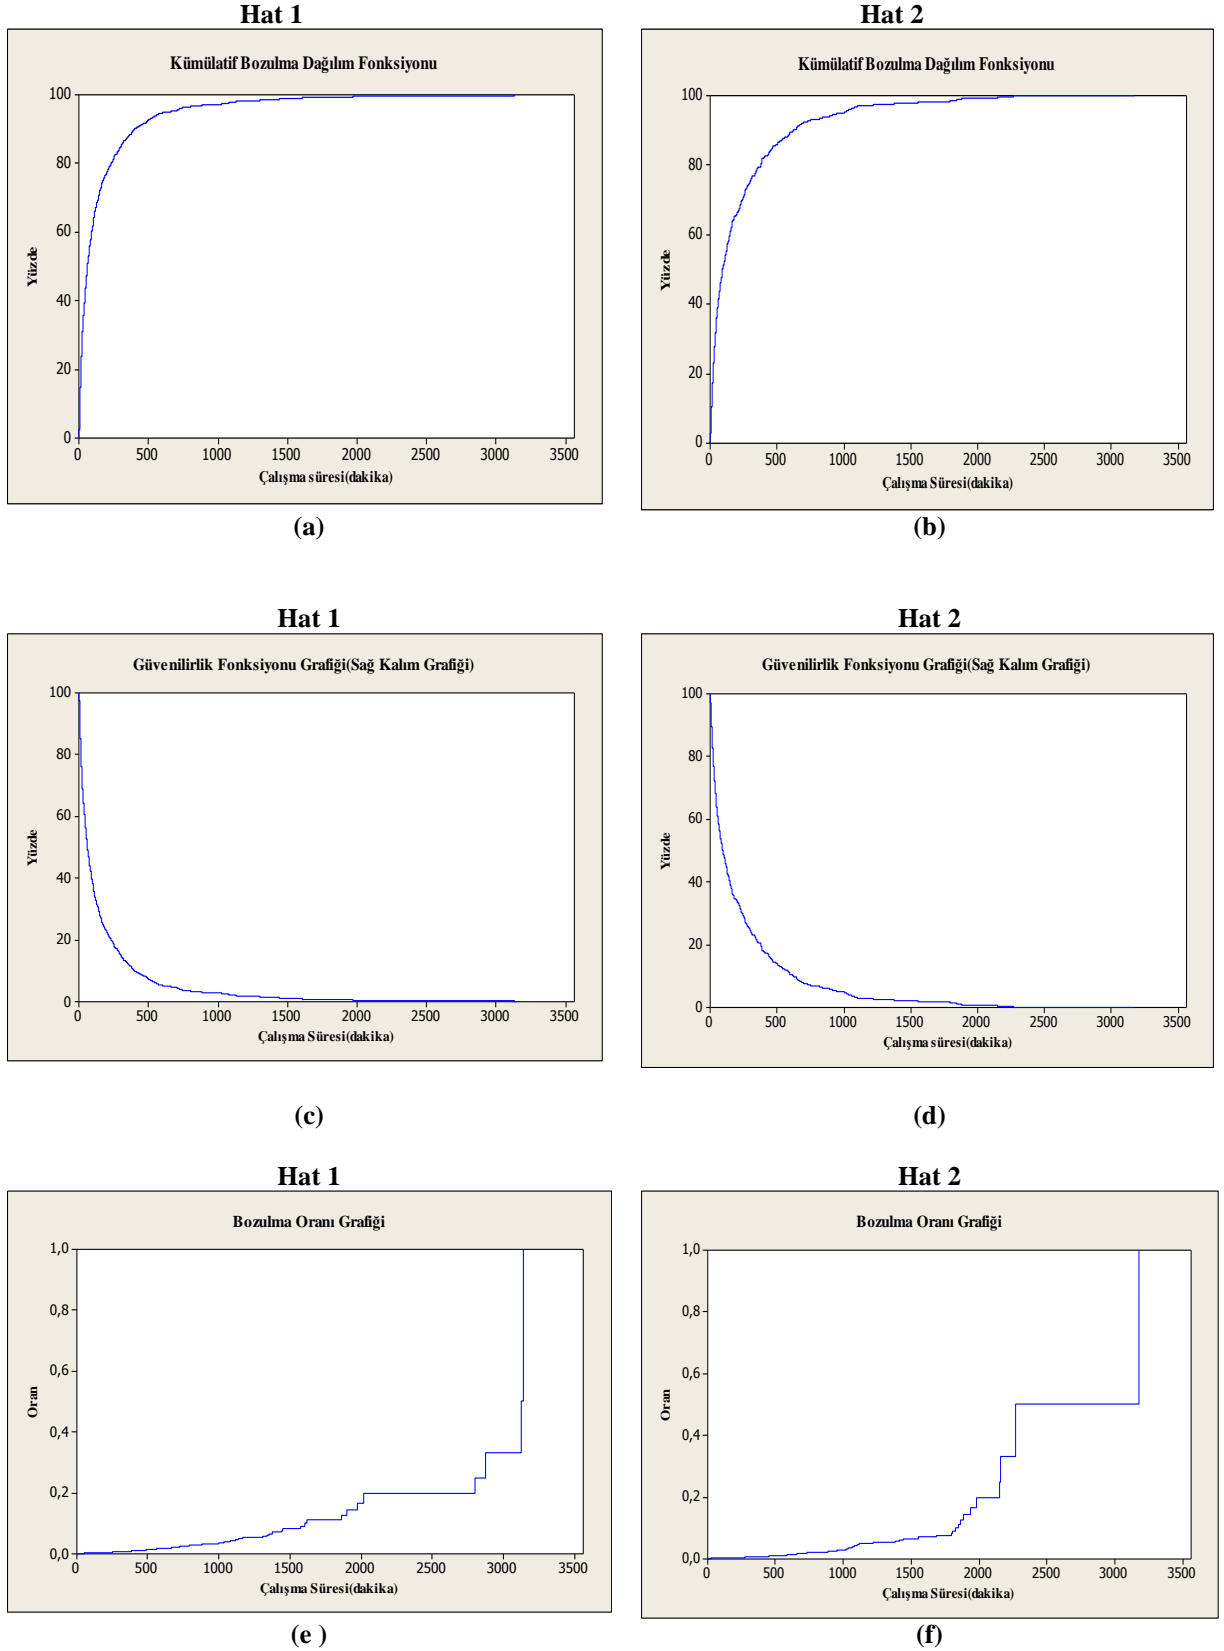 Hat 1
Hat 2
Kümülatif Bozulma Dağılım Fonksiyonu
100
80
60
40
20
0
Yüzde
0 500 1000 1500 2000 2500 3000 3500
Çalışma süresi(dakika)
(a)
Kümülatif Bozulma Dağılım Fonksiyonu
100
80
60
40
20
0
Yüzde
0 500 1000 1500 2000 2500 3000 3500
Çalışma Süresi(dakika)
(b)
Hat 1
Hat 2
Güvenilirlik Fonksiyonu Grafiği(Sağ Kalım Grafiği)
100
80
60
40
20
0
Yüzde
0 500 1000 1500 2000 2500 3000 3500
Çalışma Süresi(dakika)
(c)
Güvenilirlik Fonksiyonu Grafiği(Sağ Kalım Grafiği)
100
80
60
40
20
0
Yüzde
0 500 1000 1500 2000 2500 3000 3500
Çalışma süresi(dakika)
(d)
Hat 1
Hat 2
Bozulma Oranı Grafiği
1,0
0,8
0,6
0,4
0,2
0,0
Oran
0 500 1000 1500 2000 2500 3000 3500
Çalışma Süresi(dakika)
(e )
Bozulma Oranı Grafiği
1,0
0,8
0,6
0,4
0,2
0,0
Oran
0 500 1000 1500 2000 2500 3000 3500
Çalışma Süresi(dakika)
(f)